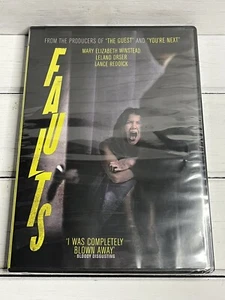 FROM THE PRODUCERS OF "THE GUEST" AND "YOU'RE NEXT"
MARY ELIZABETH WINSTEAD
LELAND ORSER
LANCE REDDICK
FAULTS
"I WAS COMPLETELY
BLOWN AWAY"
BLOODY DISGUSTING